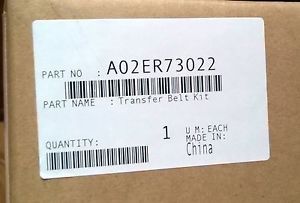 PART NO : A02ER73022
PART NAME : Transfer Belt Kit
QUANTITY: 1 U M: EACH
MADE IN:
China